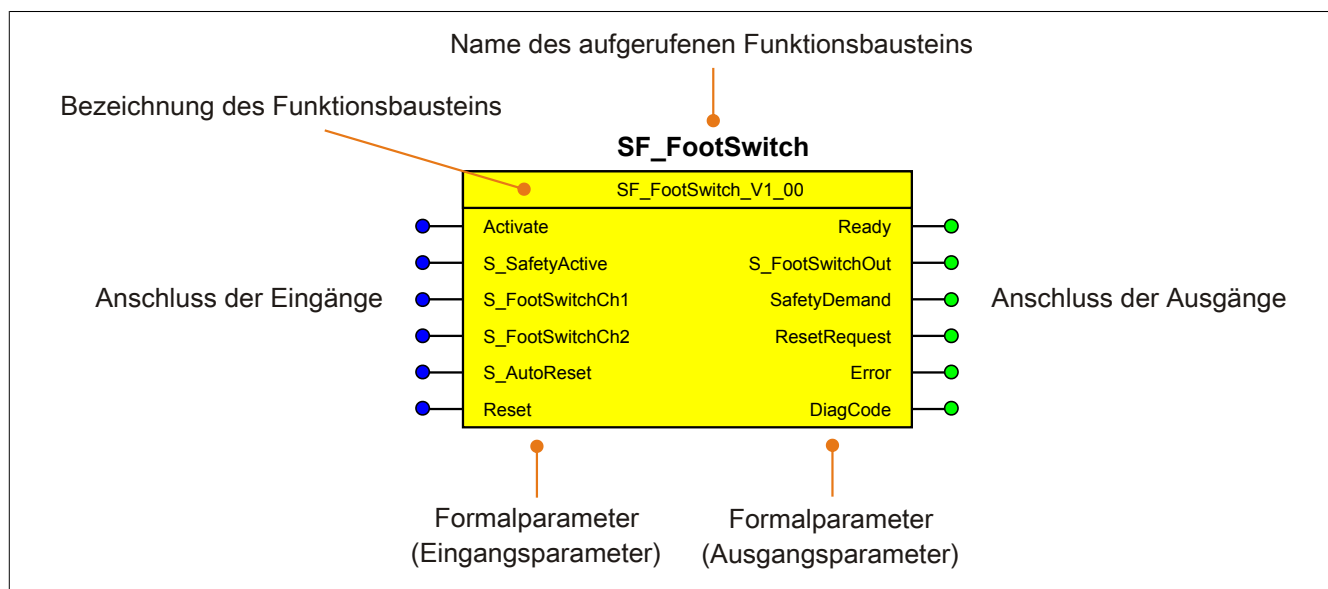 Name des aufgerufenen Funktionsbausteins
Bezeichnung des Funktionsbausteins
SF_FootSwitch
SF_FootSwitch_V1_00
Activate
Ready
S_SafetyActive
S_FootSwitchOut
Anschluss der Eingänge
S_FootSwitchCh1
SafetyDemand
Anschluss der Ausgänge
S_FootSwitchCh2
ResetRequest
S_AutoReset
Error
Reset
DiagCode
Formalparameter
(Eingangsparameter)
Formalparameter
(Ausgangsparameter)